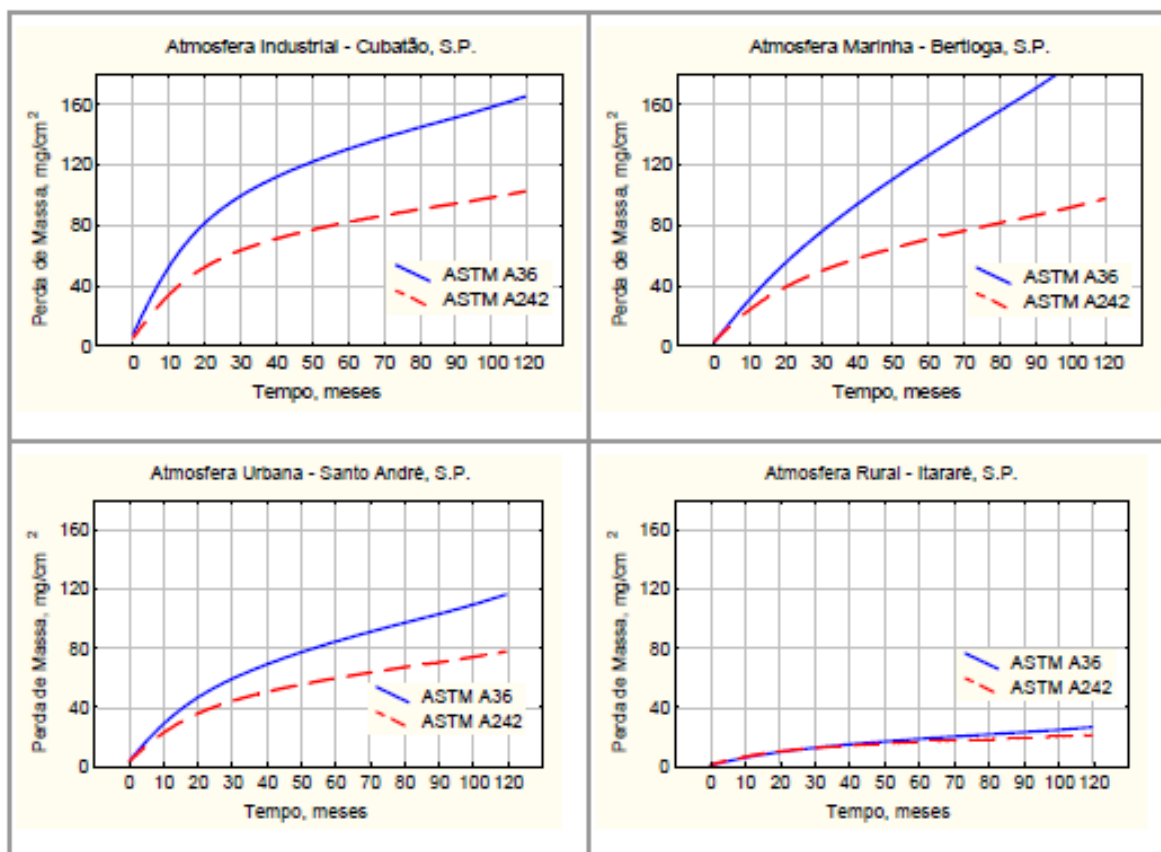 Atmosfera Industrial - Cubatão, S.P.
Perda de Massa, mg/cm²
160
120
80
40
0
ASTM A36
ASTM A242
0 10 20 30 40 50 60 70 80 90 100 110 120
Tempo, meses
Atmosfera Marinha - Bertioga, S.P.
Perda de Massa, mg/cm²
160
120
80
40
0
ASTM A36
ASTM A242
0 10 20 30 40 50 60 70 80 90 100 120
Tempo, meses
Atmosfera Urbana - Santo André, S.P.
Perda de Massa, mg/cm ²
160
120
80
40
0
ASTM A36
ASTM A242
0 10 20 30 40 50 60 70 80 90 100 120
Tempo, meses
Atmosfera Rural - Itararé, S.P.
Perda de Massa, mg/cm ²
160
120
80
40
0
ASTM A36
ASTM A242
0 10 20 30 40 50 60 70 80 90 100 120
Tempo, meses